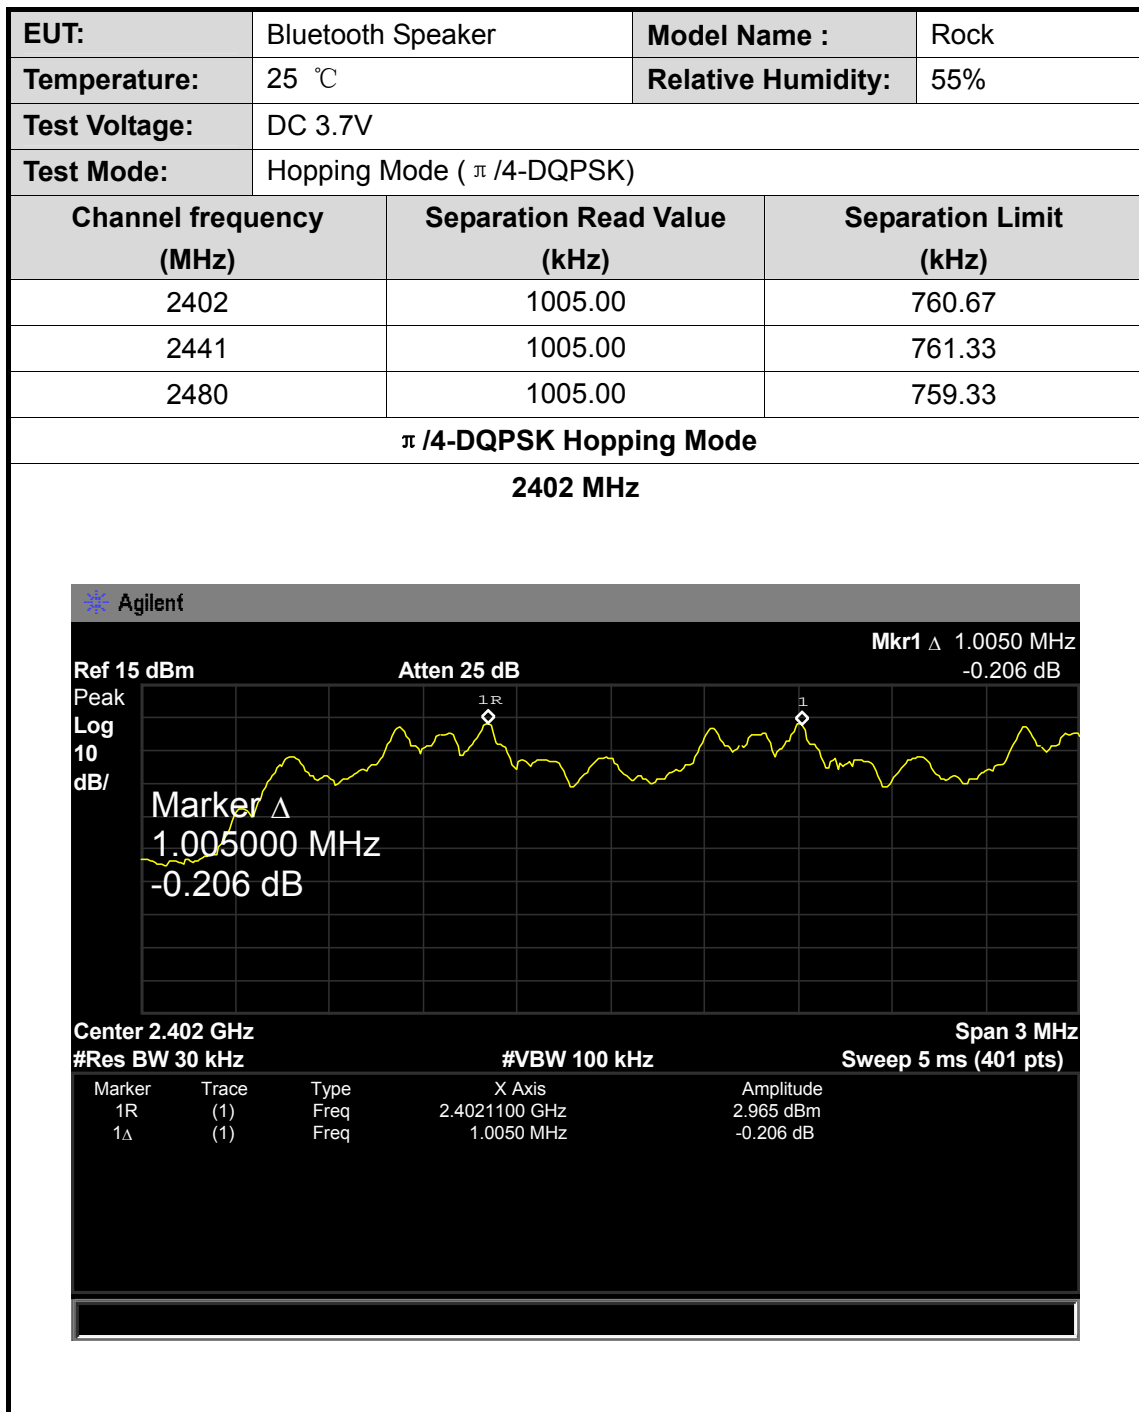 EUT: Bluetooth Speaker Model Name : Rock
Temperature: 25 ℃ Relative Humidity: 55%
Test Voltage: DC 3.7V
Test Mode: Hopping Mode ( π /4-DQPSK)
Channel frequency Separation Read Value Separation Limit
(MHz) (kHz) (kHz)
2402 1005.00 760.67
2441 1005.00 761.33
2480 1005.00 759.33
π /4-DQPSK Hopping Mode
2402 MHz
Agilent
Mkr1 Δ 1.0050 MHz
Ref 15 dBm Atten 25 dB -0.206 dB
Peak
Log
10
dB/
1R 1
Marker Δ
1.005000 MHz
-0.206 dB
Center 2.402 GHz Span 3 MHz
#Res BW 30 kHz #VBW 100 kHz Sweep 5 ms (401 pts)
Marker Trace Type X Axis Amplitude
1R (1) Freq 2.4021100 GHz 2.965 dBm
1Δ (1) Freq 1.0050 MHz -0.206 dB